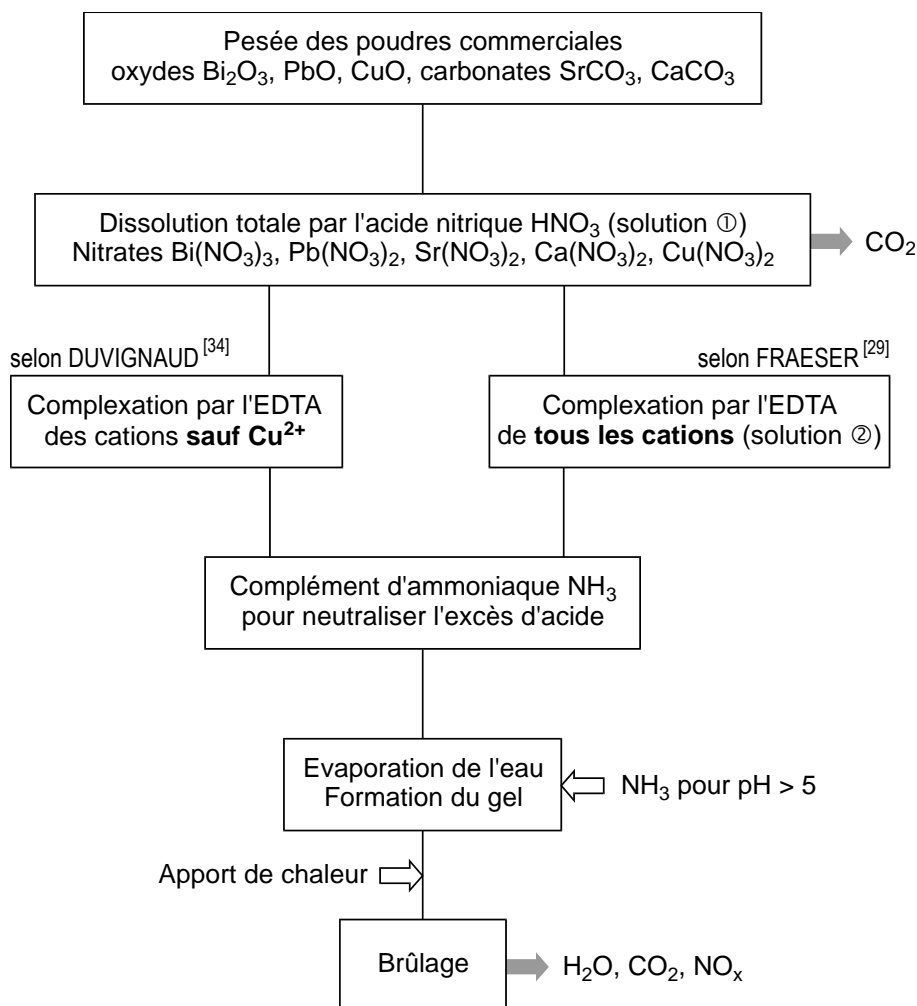 Pesée des poudres commerciales
oxydes Bi₂O₃, PbO, CuO, carbonates SrCO₃, CaCO₃
Dissolution totale par l'acide nitrique HNO₃ (solution ①)
Nitrates Bi(NO₃)₃, Pb(NO₃)₂, Sr(NO₃)₂, Ca(NO₃)₂, Cu(NO₃)₂
CO₂
selon DUVIGNAUD [34]
Complexation par l'EDTA
des cations sauf Cu²⁺
selon FRAESER [29]
Complexation par l'EDTA
de tous les cations (solution ②)
Complément d'ammoniaque NH₃
pour neutraliser l'excès d'acide
Evaporation de l'eau
Formation du gel
NH₃ pour pH > 5
Apport de chaleur
Brûlage
H₂O, CO₂, NOₓ